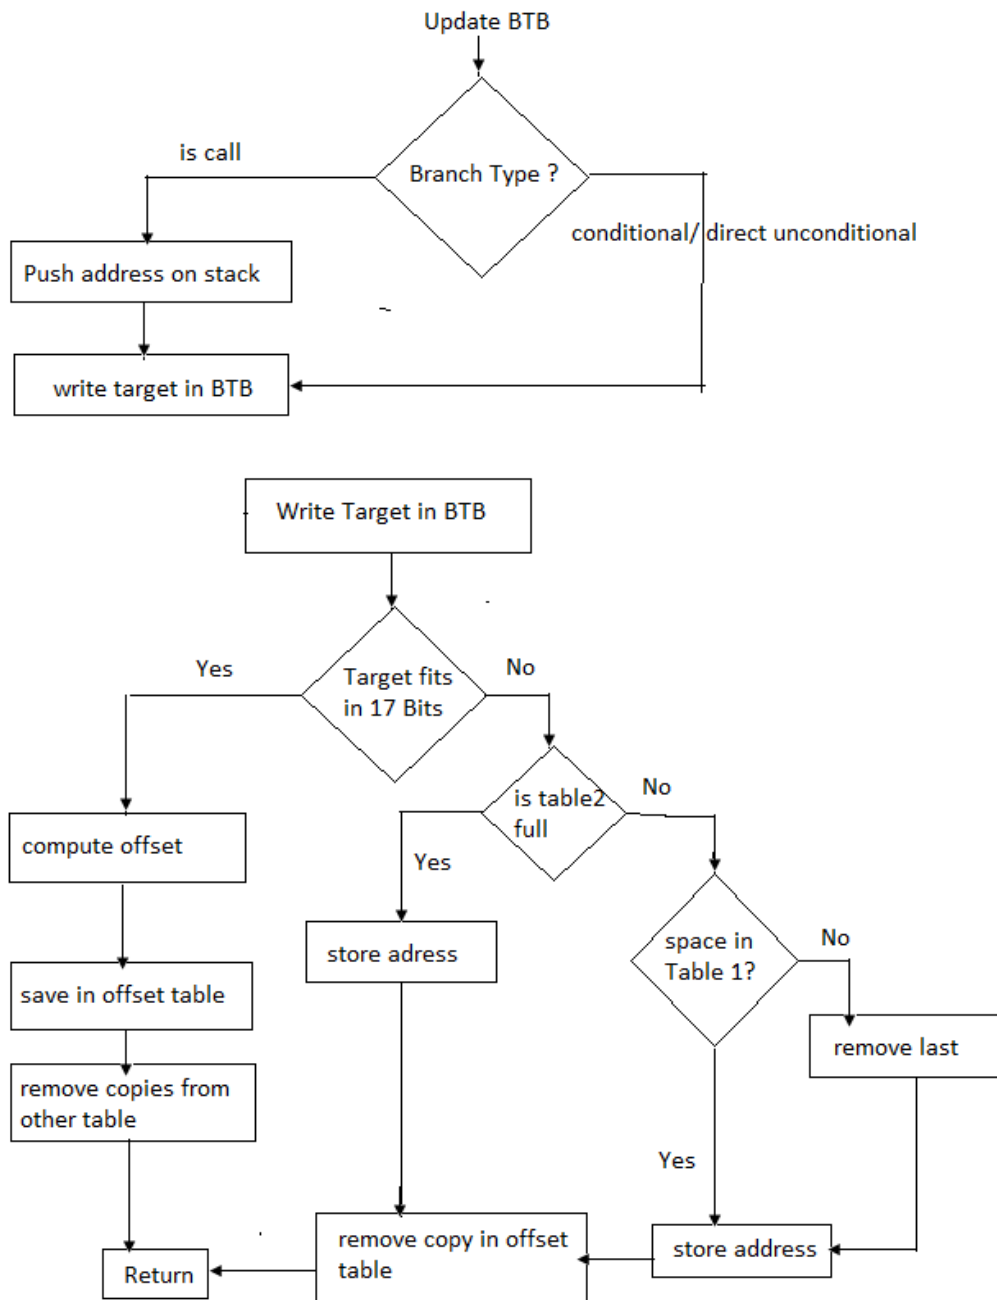 Update BTB
is call
Branch Type ?
conditional/ direct unconditional
Push address on stack
write target in BTB
Write Target in BTB
Yes
Target fits
in 17 Bits
No
is table2
full
No
compute offset
Yes
store adress
space in
Table 1?
No
save in offset table
remove last
remove copies from
other table
Yes
remove copy in offset
table
store address
Return